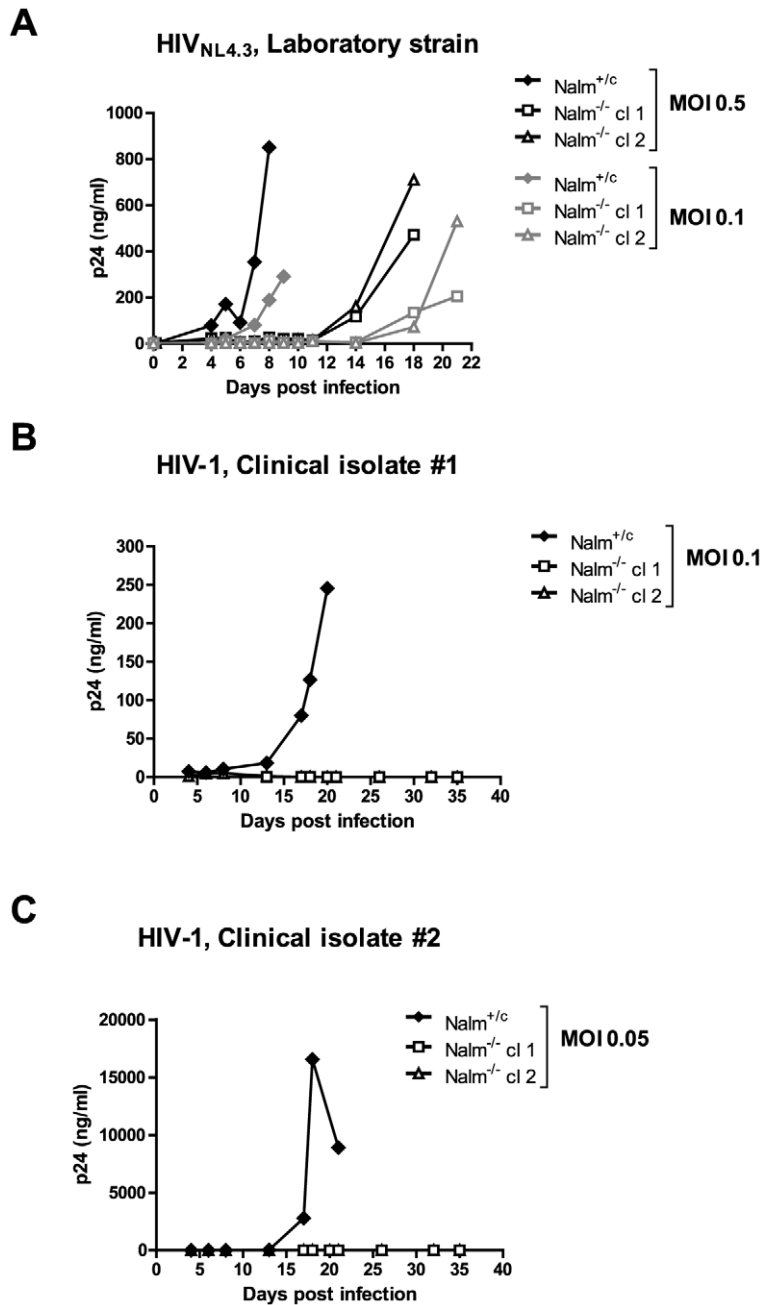 A
HIVNL4.3, Laboratory strain
Nalm+/c
Nalm-/- cl 1
Nalm-/- cl 2
MOI 0.5
Nalm+/c
Nalm-/- cl 1
Nalm-/- cl 2
MOI 0.1
p24 (ng/ml)
1000
800
600
400
200
0
0 2 4 6 8 10 12 14 16 18 20 22
Days post infection
B
HIV-1, Clinical isolate #1
Nalm+/c
Nalm-/- cl 1
Nalm-/- cl 2
MOI 0.1
p24 (ng/ml)
300
250
200
150
100
50
0
0 5 10 15 20 25 30 35 40
Days post infection
C
HIV-1, Clinical isolate #2
Nalm+/c
Nalm-/- cl 1
Nalm-/- cl 2
MOI 0.05
p24 (ng/ml)
20000
15000
10000
5000
0
0 5 10 15 20 25 30 35 40
Days post infection